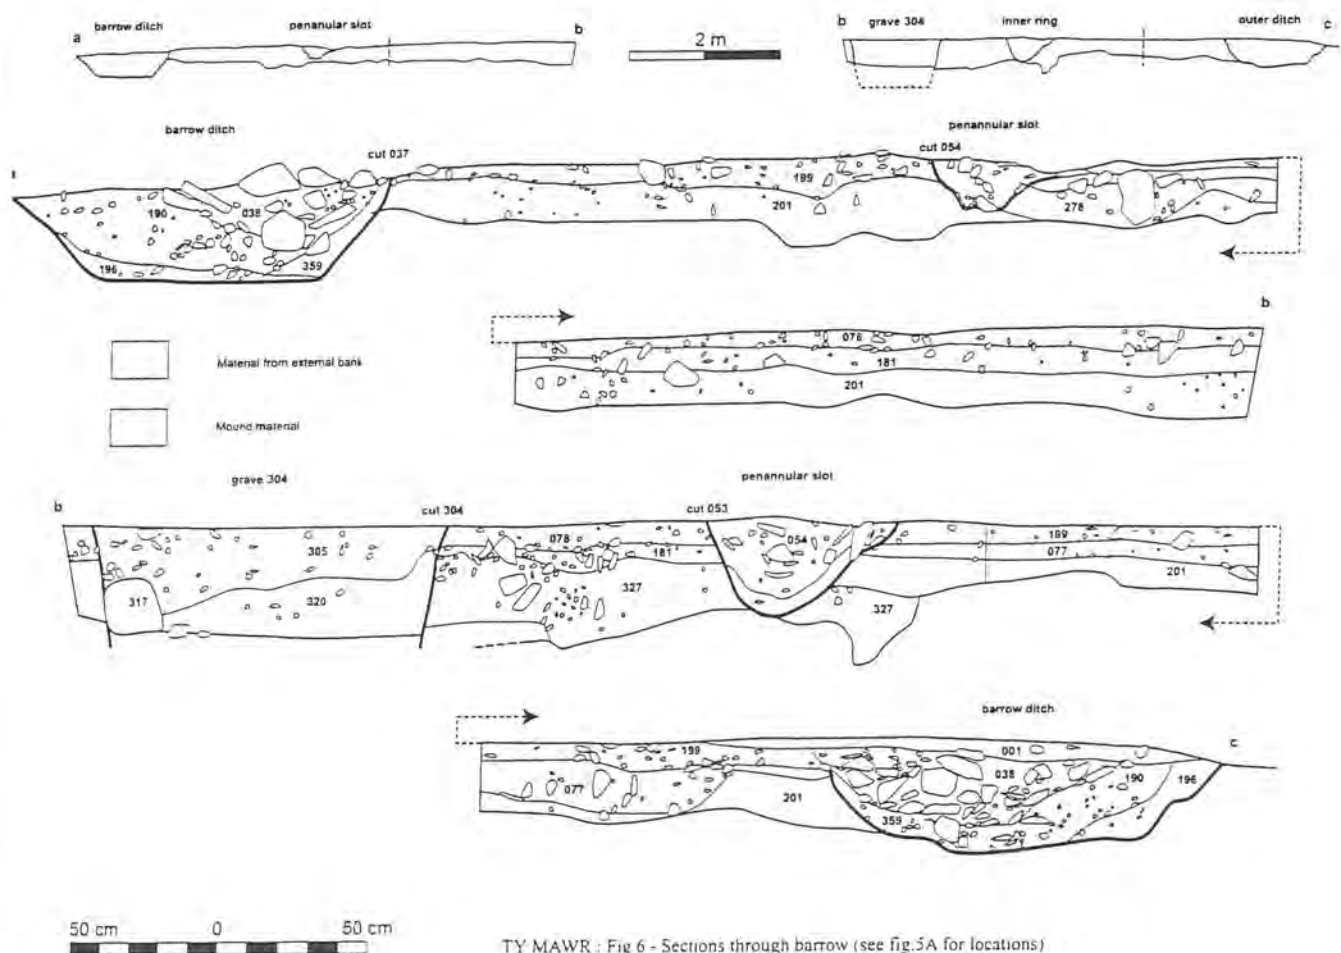 barrow ditch penanular slot
a b
2 m
b grave 304 inner ring outer ditch
c
barrow ditch penannular slot
cut 037 cut 054
199
190 038 201 278
196 359
b
078
181
201
Material from external bank
Mound material
grave 304 penannular slot
b cut 304 cut 053
305 078 054 189
181 077
317 320 327 201
327
barrow ditch
199 001 c
077 038 190 196
201 359
50 cm 0 50 cm
TY MAWR : Fig 6 - Sections through barrow (see fig.5A for locations)